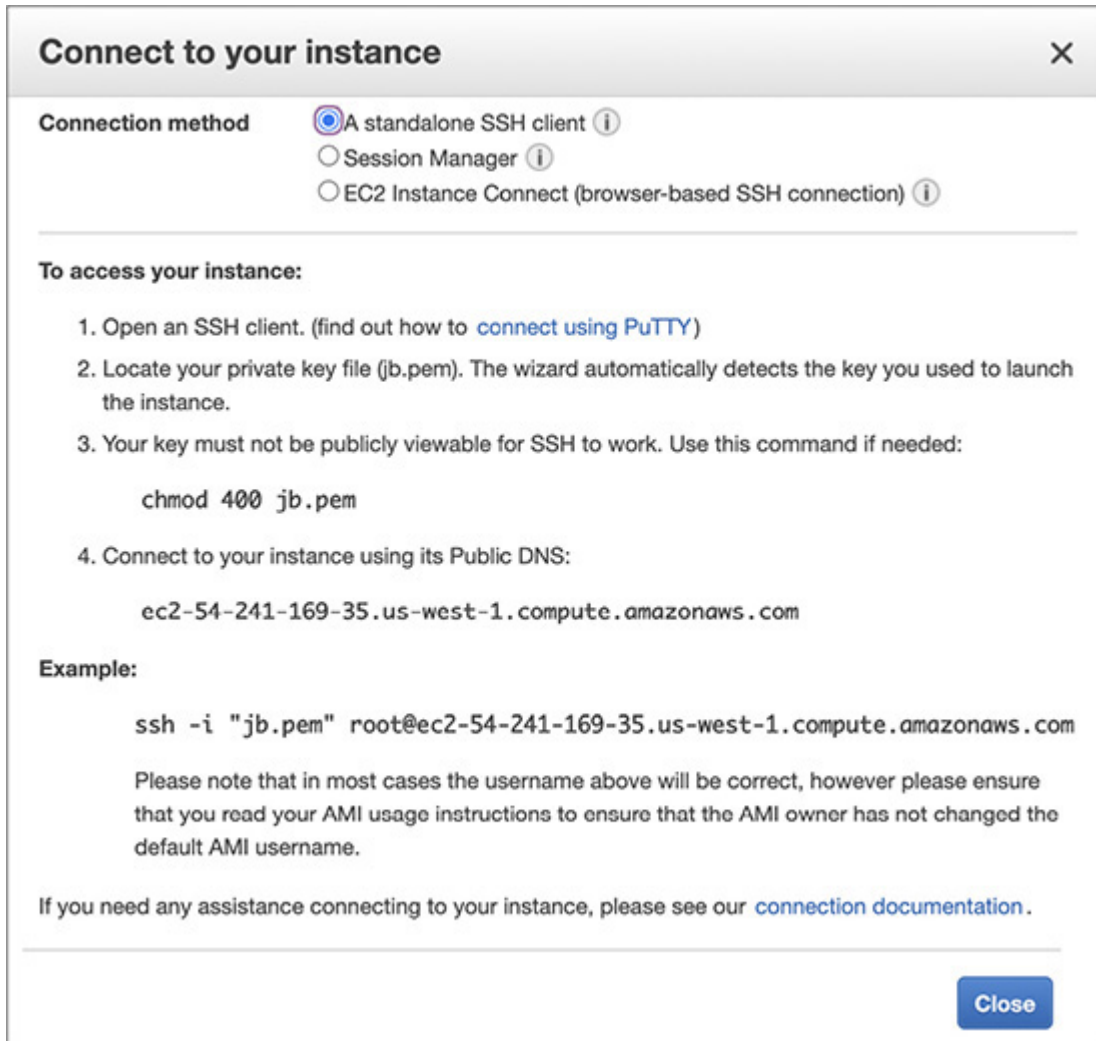 Connect to your instance
Connection method
A standalone SSH client
Session Manager
EC2 Instance Connect (browser-based SSH connection)
To access your instance:
1. Open an SSH client. (find out how to connect using PuTTY)
2. Locate your private key file (jb.pem). The wizard automatically detects the key you used to launch
the instance.
3. Your key must not be publicly viewable for SSH to work. Use this command if needed:
chmod 400 jb.pem
4. Connect to your instance using its Public DNS:
ec2-54-241-169-35.us-west-1.compute.amazonaws.com
Example:
ssh -i "jb.pem" root@ec2-54-241-169-35.us-west-1.compute.amazonaws.com
Please note that in most cases the username above will be correct, however please ensure
that you read your AMI usage instructions to ensure that the AMI owner has not changed the
default AMI username.
If you need any assistance connecting to your instance, please see our connection documentation.
Close